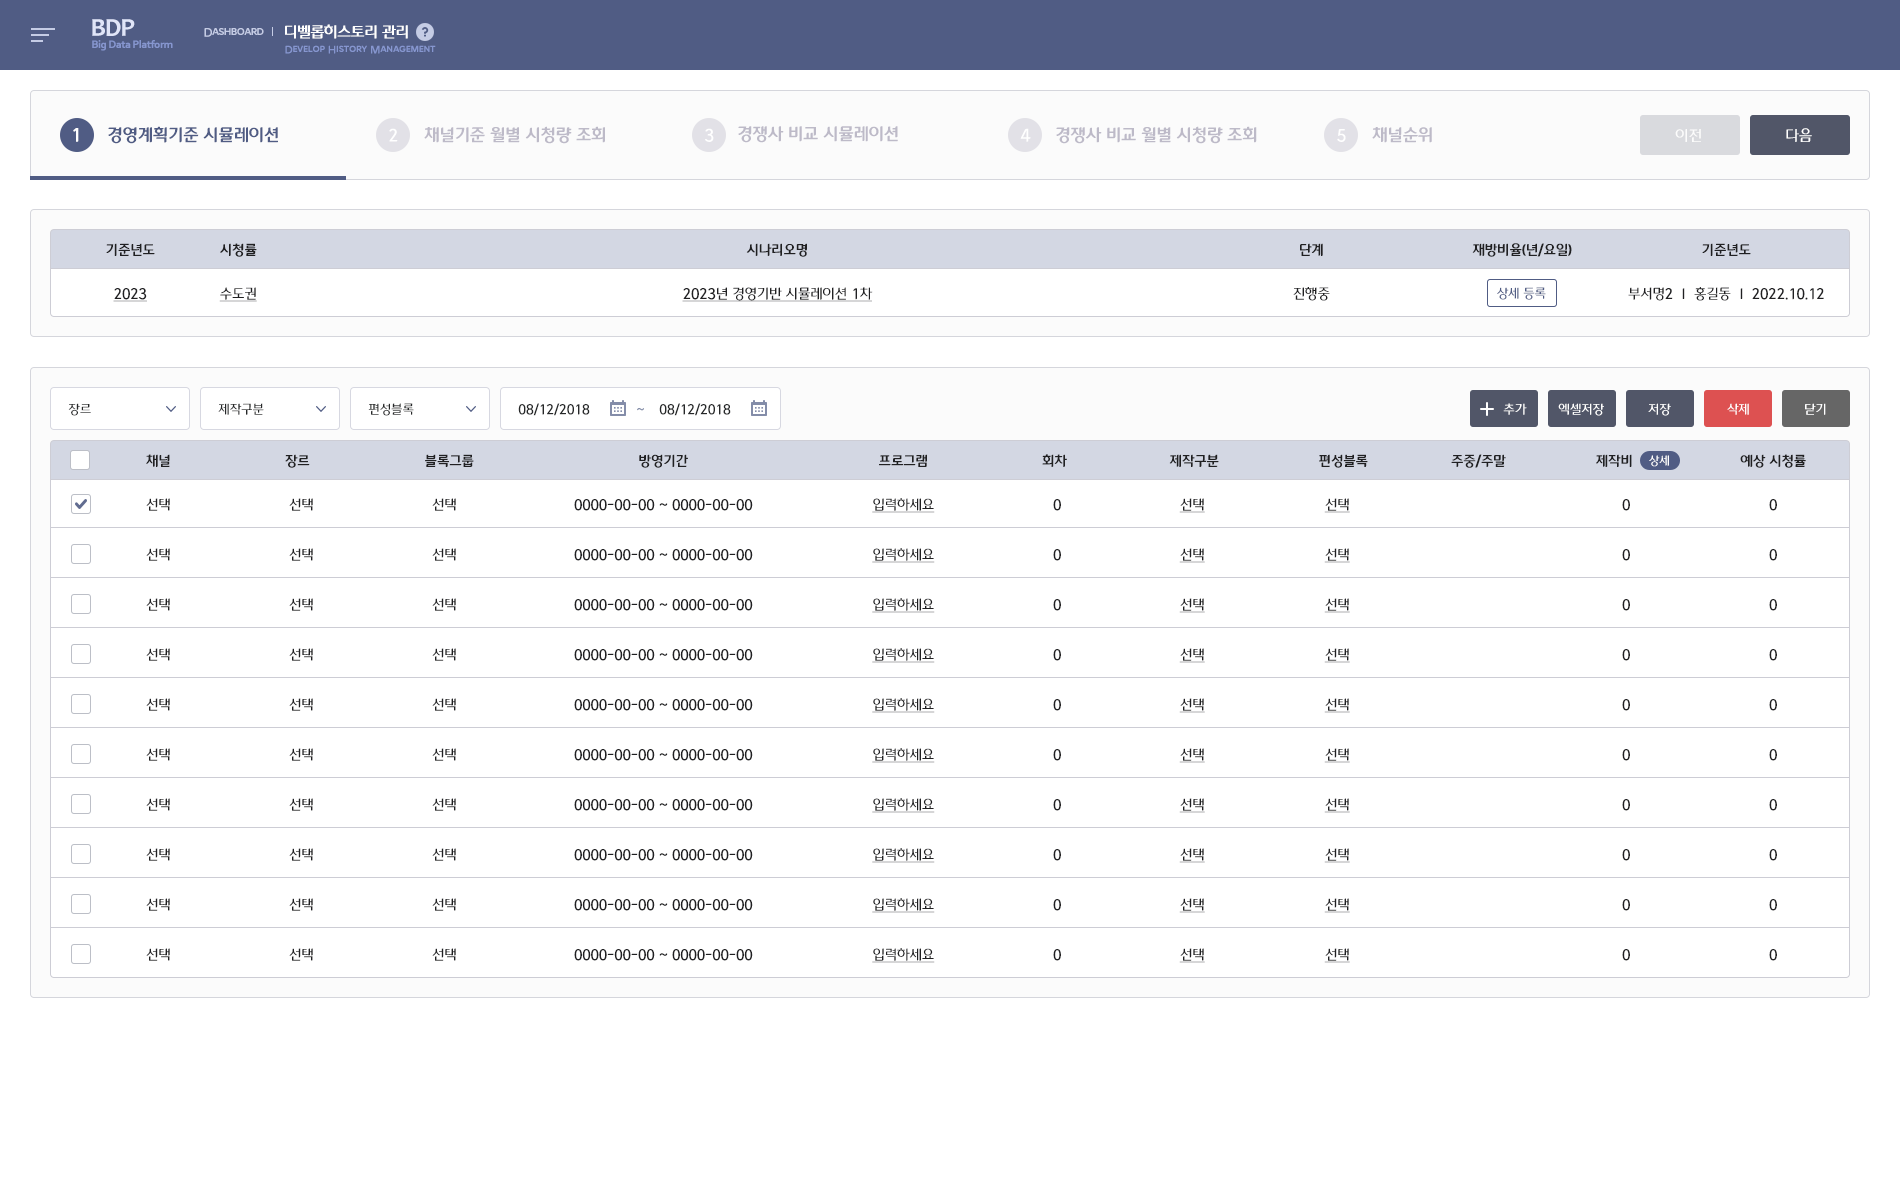 BDP
Big Data Platform
DASHBOARD | 디벨롭히스토리 관리 ?
DEVELOP HISTORY MANAGEMENT
1 경영계획기준 시뮬레이션 2 채널기준 월별 시청량 조회 3 경쟁사 비교 시뮬레이션 4 경쟁사 비교 월별 시청량 조회 5 채널순위 이전 다음
기준년도 시청률 시나리오명 단계 재방비율(년/요일) 기준년도
2023 수도권 2023년 경영기반 시뮬레이션 1차 진행중 상세 등록 부서명2 I 홍길동 I 2022.10.12
장르 제작구분 편성블록 08/12/2018 ~ 08/12/2018 + 추가 엑셀저장 저장 삭제 닫기
채널 장르 블록그룹 방영기간 프로그램 회차 제작구분 편성블록 주중/주말 제작비 상세 예상 시청률
선택 선택 선택 0000-00-00 ~ 0000-00-00 입력하세요 0 선택 선택 0 0
선택 선택 선택 0000-00-00 ~ 0000-00-00 입력하세요 0 선택 선택 0 0
선택 선택 선택 0000-00-00 ~ 0000-00-00 입력하세요 0 선택 선택 0 0
선택 선택 선택 0000-00-00 ~ 0000-00-00 입력하세요 0 선택 선택 0 0
선택 선택 선택 0000-00-00 ~ 0000-00-00 입력하세요 0 선택 선택 0 0
선택 선택 선택 0000-00-00 ~ 0000-00-00 입력하세요 0 선택 선택 0 0
선택 선택 선택 0000-00-00 ~ 0000-00-00 입력하세요 0 선택 선택 0 0
선택 선택 선택 0000-00-00 ~ 0000-00-00 입력하세요 0 선택 선택 0 0
선택 선택 선택 0000-00-00 ~ 0000-00-00 입력하세요 0 선택 선택 0 0
선택 선택 선택 0000-00-00 ~ 0000-00-00 입력하세요 0 선택 선택 0 0